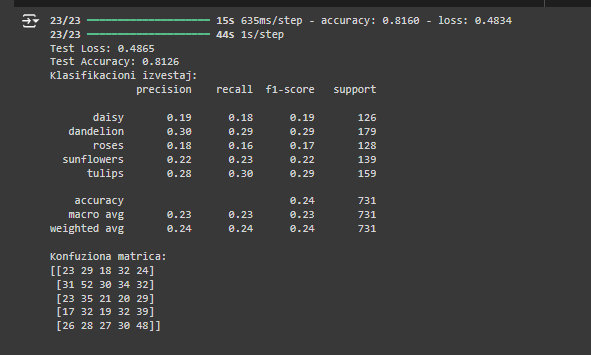 23/23 ━━━━━━━━━━━━━━━━━━━━ 15s 635ms/step - accuracy: 0.8160 - loss: 0.4834
23/23 ━━━━━━━━━━━━━━━━━━━━ 44s 1s/step
Test Loss: 0.4865
Test Accuracy: 0.8126
Klasifikacioni izvestaj:
precision recall f1-score support
daisy 0.19 0.18 0.19 126
dandelion 0.30 0.29 0.29 179
roses 0.18 0.16 0.17 128
sunflowers 0.22 0.23 0.22 139
tulips 0.28 0.30 0.29 159
accuracy 0.24 731
macro avg 0.23 0.23 0.23 731
weighted avg 0.24 0.24 0.24 731
Konfuziona matrica:
[[23 29 18 32 24]
[31 52 30 34 32]
[23 35 21 20 29]
[17 32 19 32 39]
[26 28 27 30 48]]